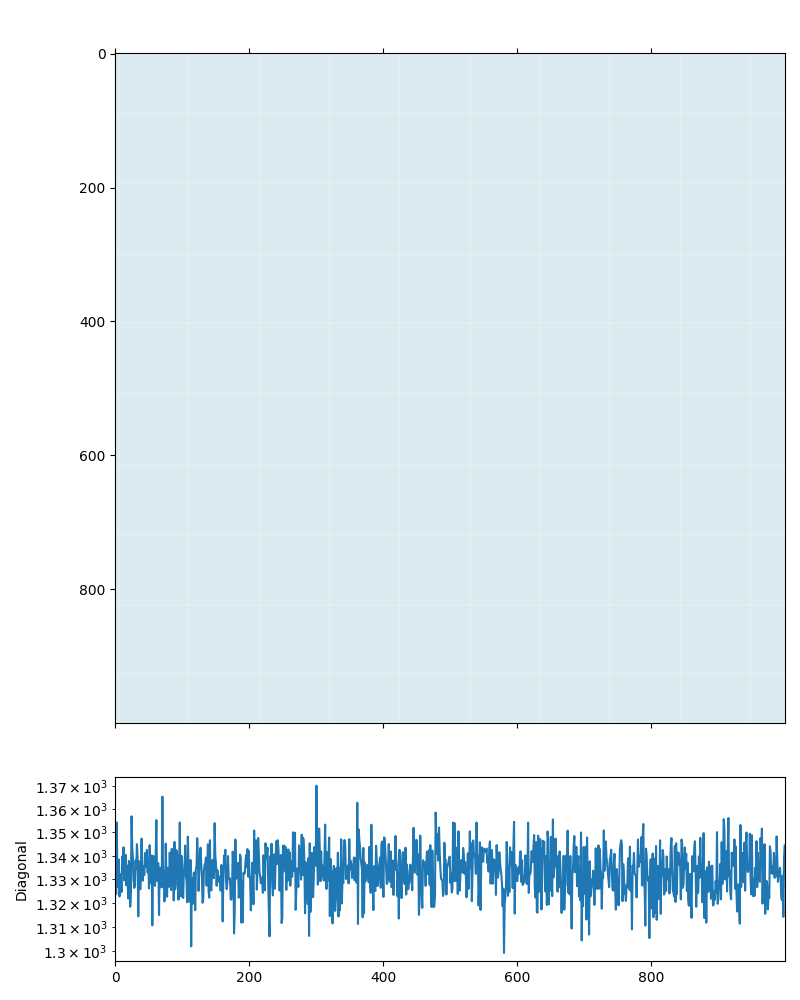 0
200
400
600
800
1.37 × 10³
1.36 × 10³
1.35 × 10³
1.34 × 10³
1.33 × 10³
1.32 × 10³
1.31 × 10³
1.3 × 10³
Diagonal
0 200 400 600 800